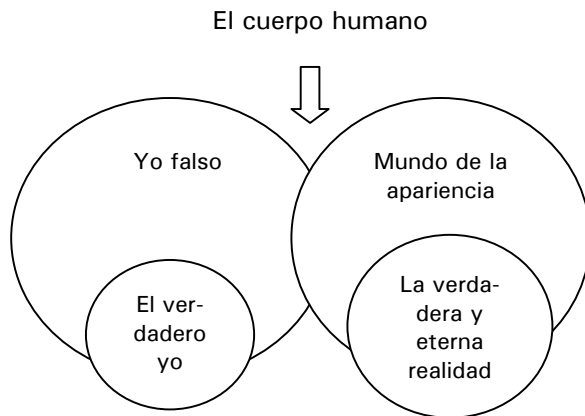 El cuerpo humano
Yo falso
Mundo de la
apariencia
El ver-
dadero
yo
La verda-
dera y
eterna
realidad